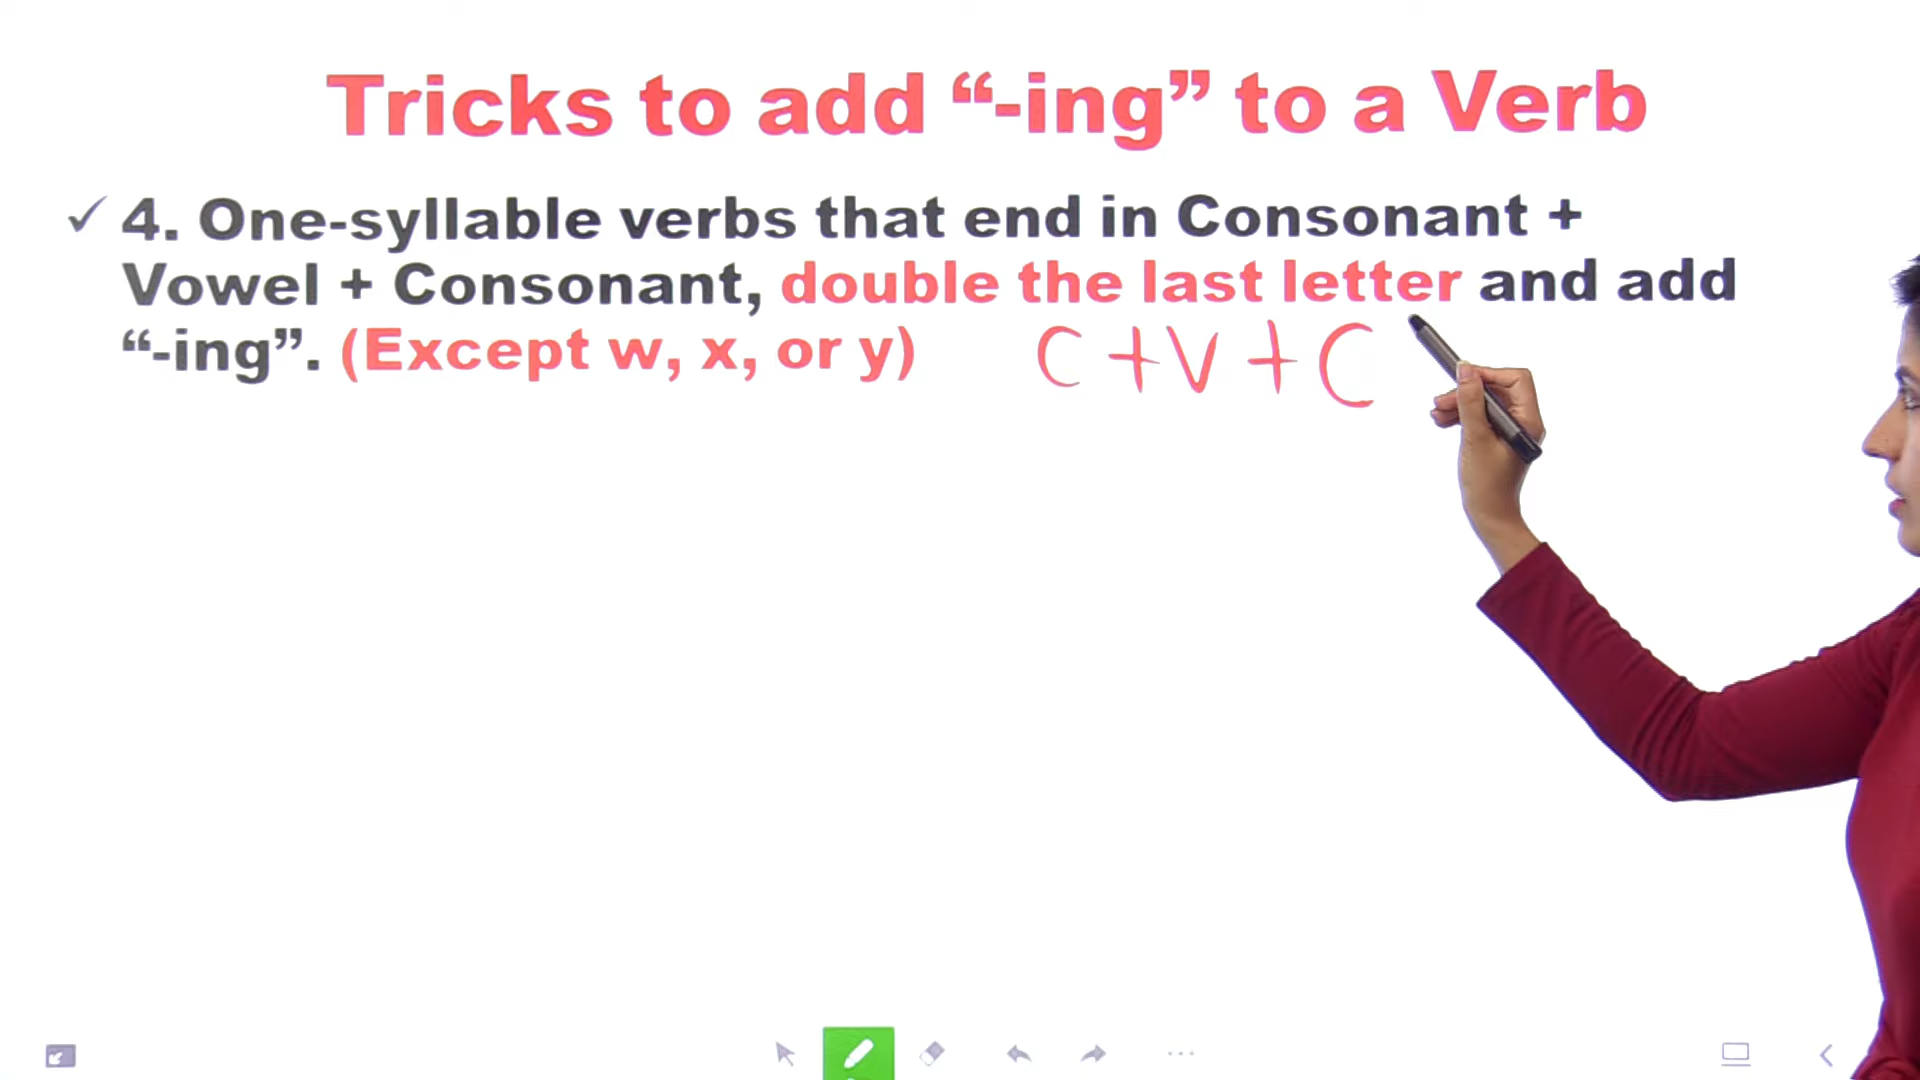 Tricks to add “-ing” to a Verb
✓ 4. One-syllable verbs that end in Consonant +
Vowel + Consonant, double the last letter and add
“-ing”. (Except w, x, or y)
C + V + C